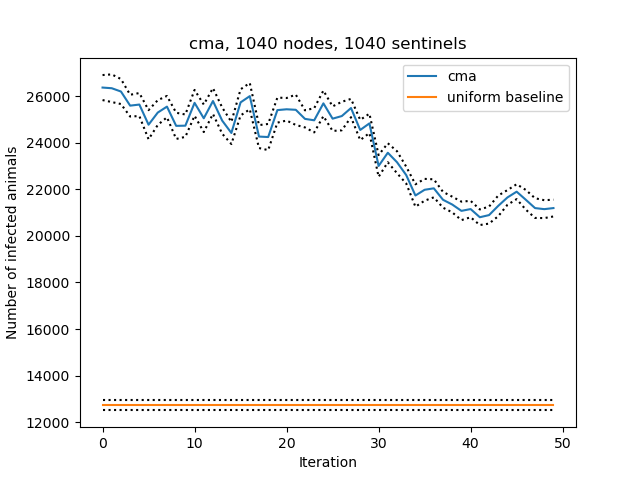 cma, 1040 nodes, 1040 sentinels
cma
uniform baseline
Number of infected animals
26000
24000
22000
20000
18000
16000
14000
12000
0 10 20 30 40 50
Iteration